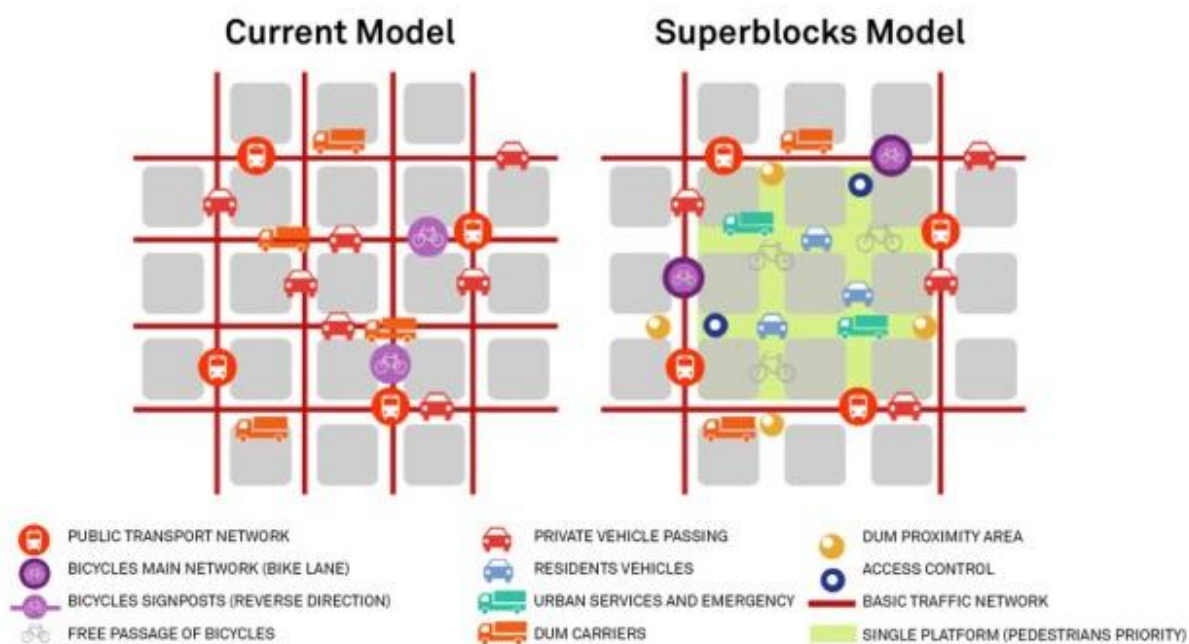 Current Model
Superblocks Model
PUBLIC TRANSPORT NETWORK
BICYCLES MAIN NETWORK (BIKE LANE)
BICYCLES SIGNPOSTS (REVERSE DIRECTION)
FREE PASSAGE OF BICYCLES
PRIVATE VEHICLE PASSING
RESIDENTS VEHICLES
URBAN SERVICES AND EMERGENCY
DUM CARRIERS
DUM PROXIMITY AREA
ACCESS CONTROL
BASIC TRAFFIC NETWORK
SINGLE PLATFORM (PEDESTRIANS PRIORITY)